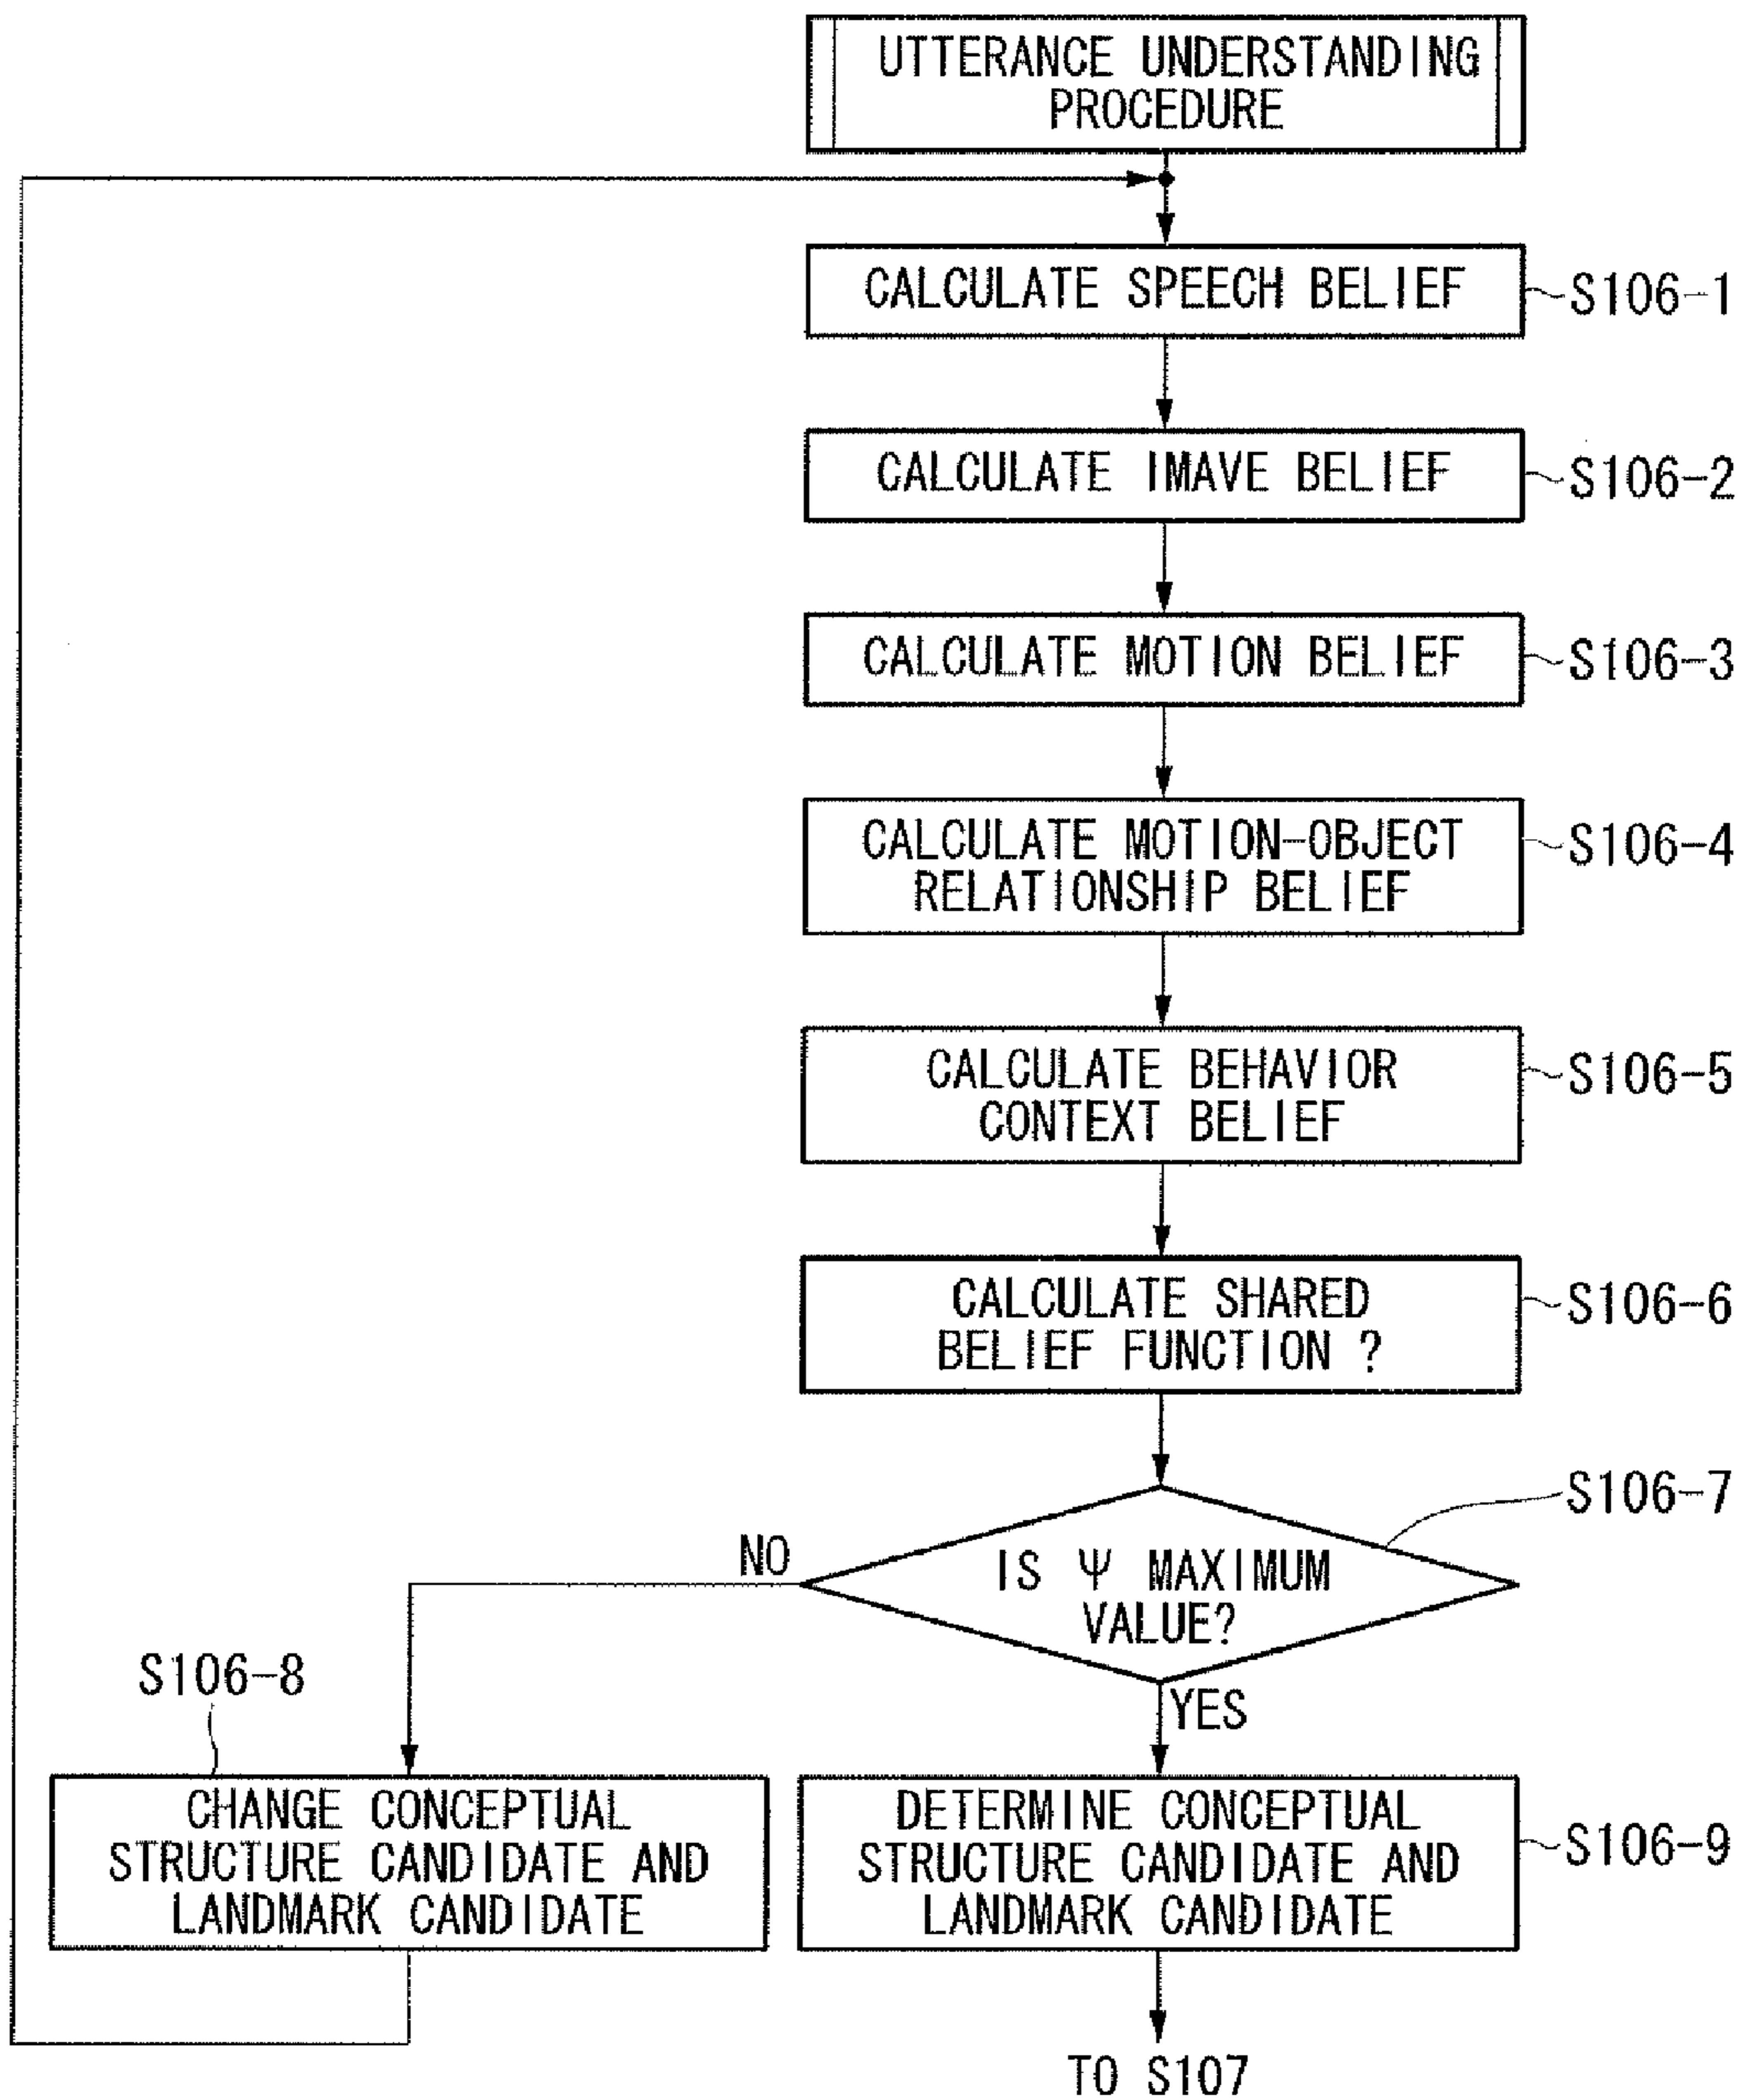 UTTERANCE UNDERSTANDING
PROCEDURE
CALCULATE SPEECH BELIEF
S106-1
CALCULATE IMAVE BELIEF
S106-2
CALCULATE MOTION BELIEF
S106-3
CALCULATE MOTION-OBJECT
RELATIONSHIP BELIEF
S106-4
CALCULATE BEHAVIOR
CONTEXT BELIEF
S106-5
CALCULATE SHARED
BELIEF FUNCTION ?
S106-6
IS Ψ MAXIMUM
VALUE?
S106-7
NO
YES
S106-8
CHANGE CONCEPTUAL
STRUCTURE CANDIDATE AND
LANDMARK CANDIDATE
DETERMINE CONCEPTUAL
STRUCTURE CANDIDATE AND
LANDMARK CANDIDATE
S106-9
TO S107